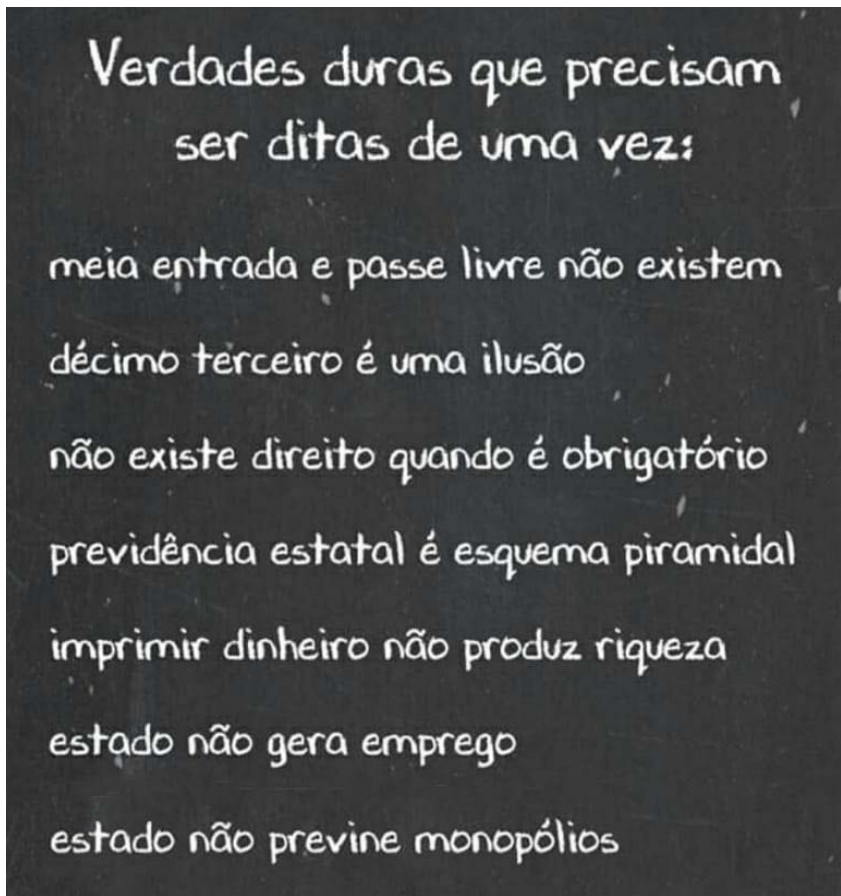 Verdades duras que precisam
ser ditas de uma vez:
meia entrada e passe livre não existem
décimo terceiro é uma ilusão
não existe direito quando é obrigatório
previdência estatal é esquema piramidal
imprimir dinheiro não produz riqueza
estado não gera emprego
estado não previne monopólios